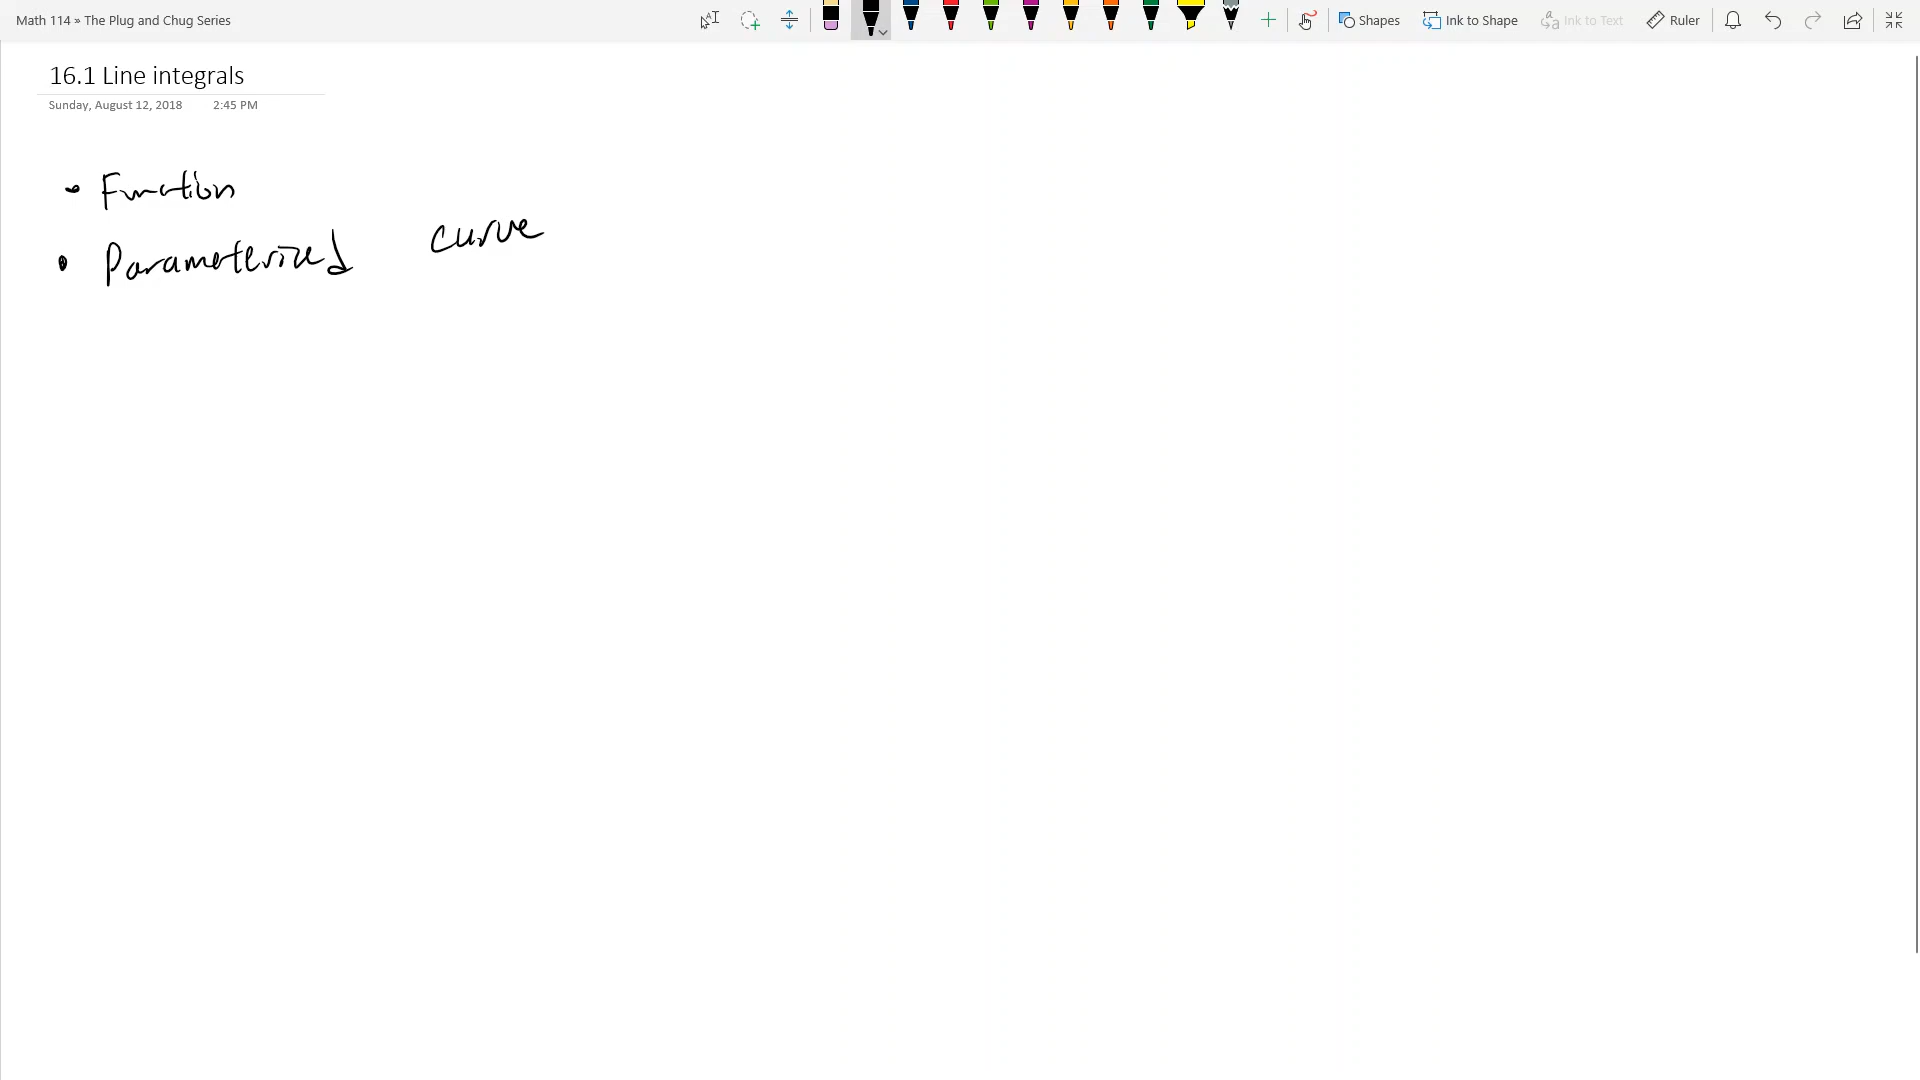 Math 114 » The Plug and Chug Series
Shapes Ink to Shape Ink to Text Ruler
16.1 Line integrals
Sunday, August 12, 2018 2:45 PM
• Function
• Parameterized curve